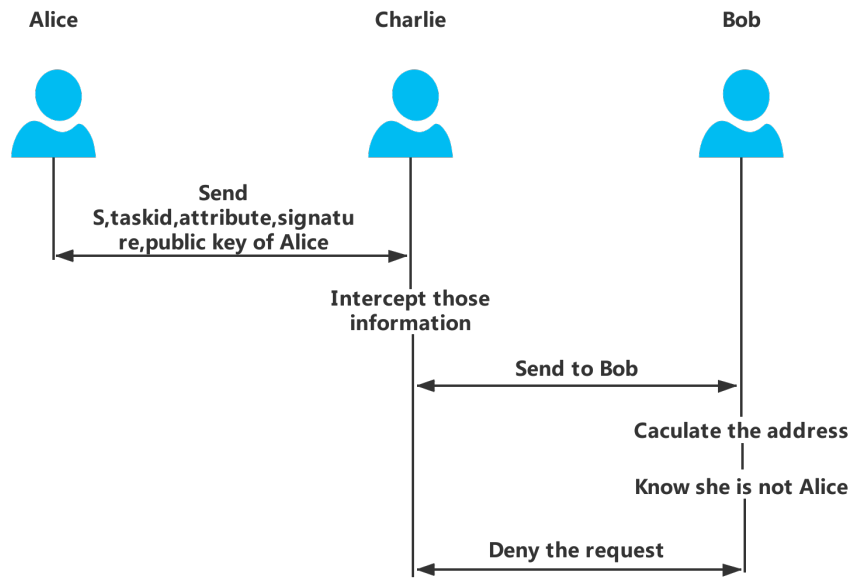 Alice
Charlie
Bob
Send
S,taskid,attribute,signatu
re,public key of Alice
Intercept those
information
Send to Bob
Caculate the address
Know she is not Alice
Deny the request